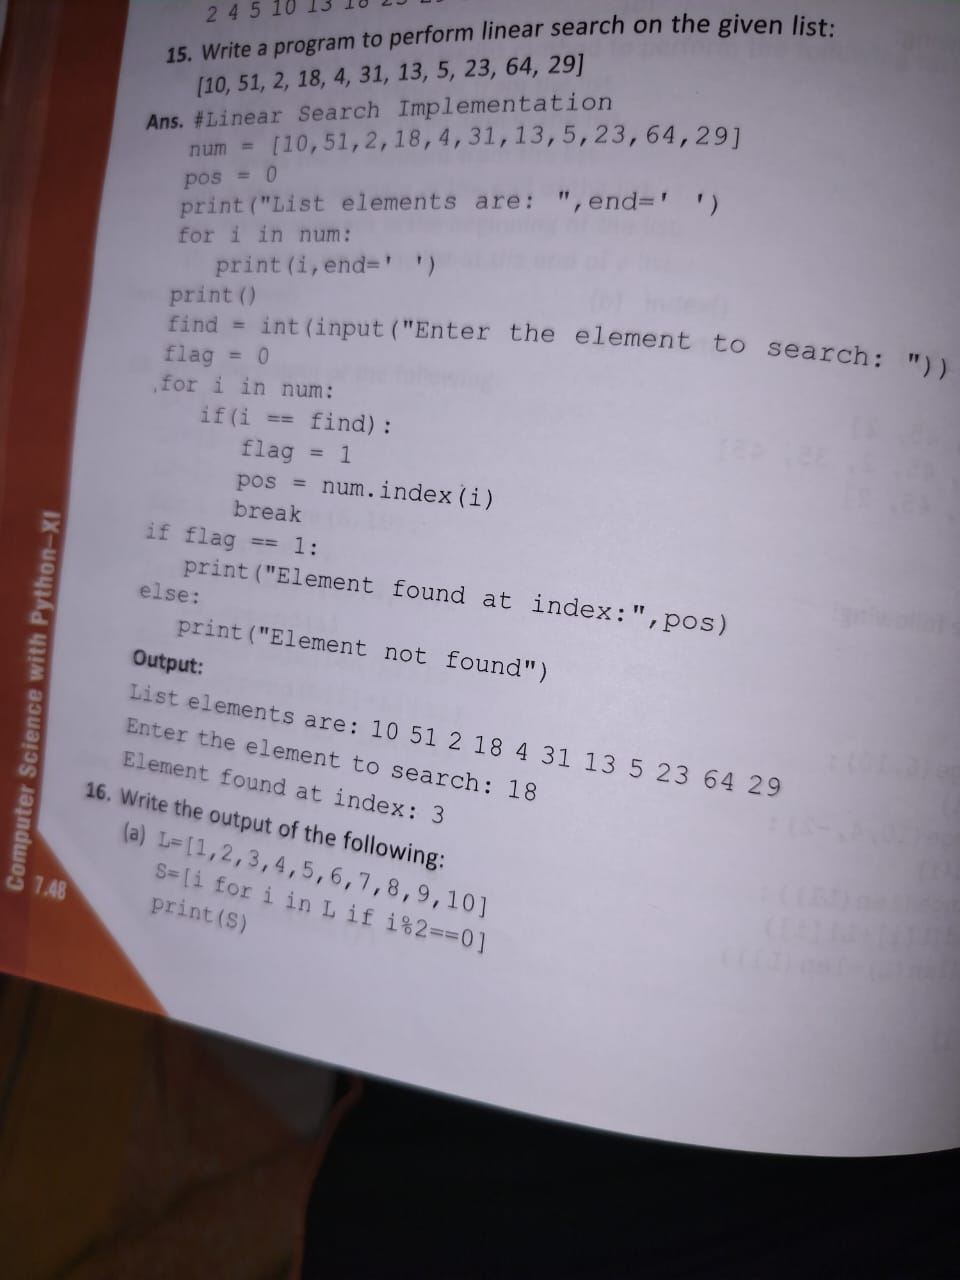 2 4 5 10 13
15. Write a program to perform linear search on the given list:
[10, 51, 2, 18, 4, 31, 13, 5, 23, 64, 29]
Ans. #Linear Search Implementation
num = [10,51,2,18,4,31,13,5,23,64,29]
pos = 0
print("List elements are: ",end=' ')
for i in num:
    print(i,end=' ')
print()
find = int(input("Enter the element to search: "))
flag = 0
for i in num:
    if(i == find):
        flag = 1
        pos = num.index(i)
        break
if flag == 1:
    print("Element found at index:",pos)
else:
    print("Element not found")
Output:
List elements are: 10 51 2 18 4 31 13 5 23 64 29
Enter the element to search: 18
Element found at index: 3
16. Write the output of the following:
(a) L=[1,2,3,4,5,6,7,8,9,10]
S=[i for i in L if i%2==0]
print(S)
Computer Science with Python–XI
7.48